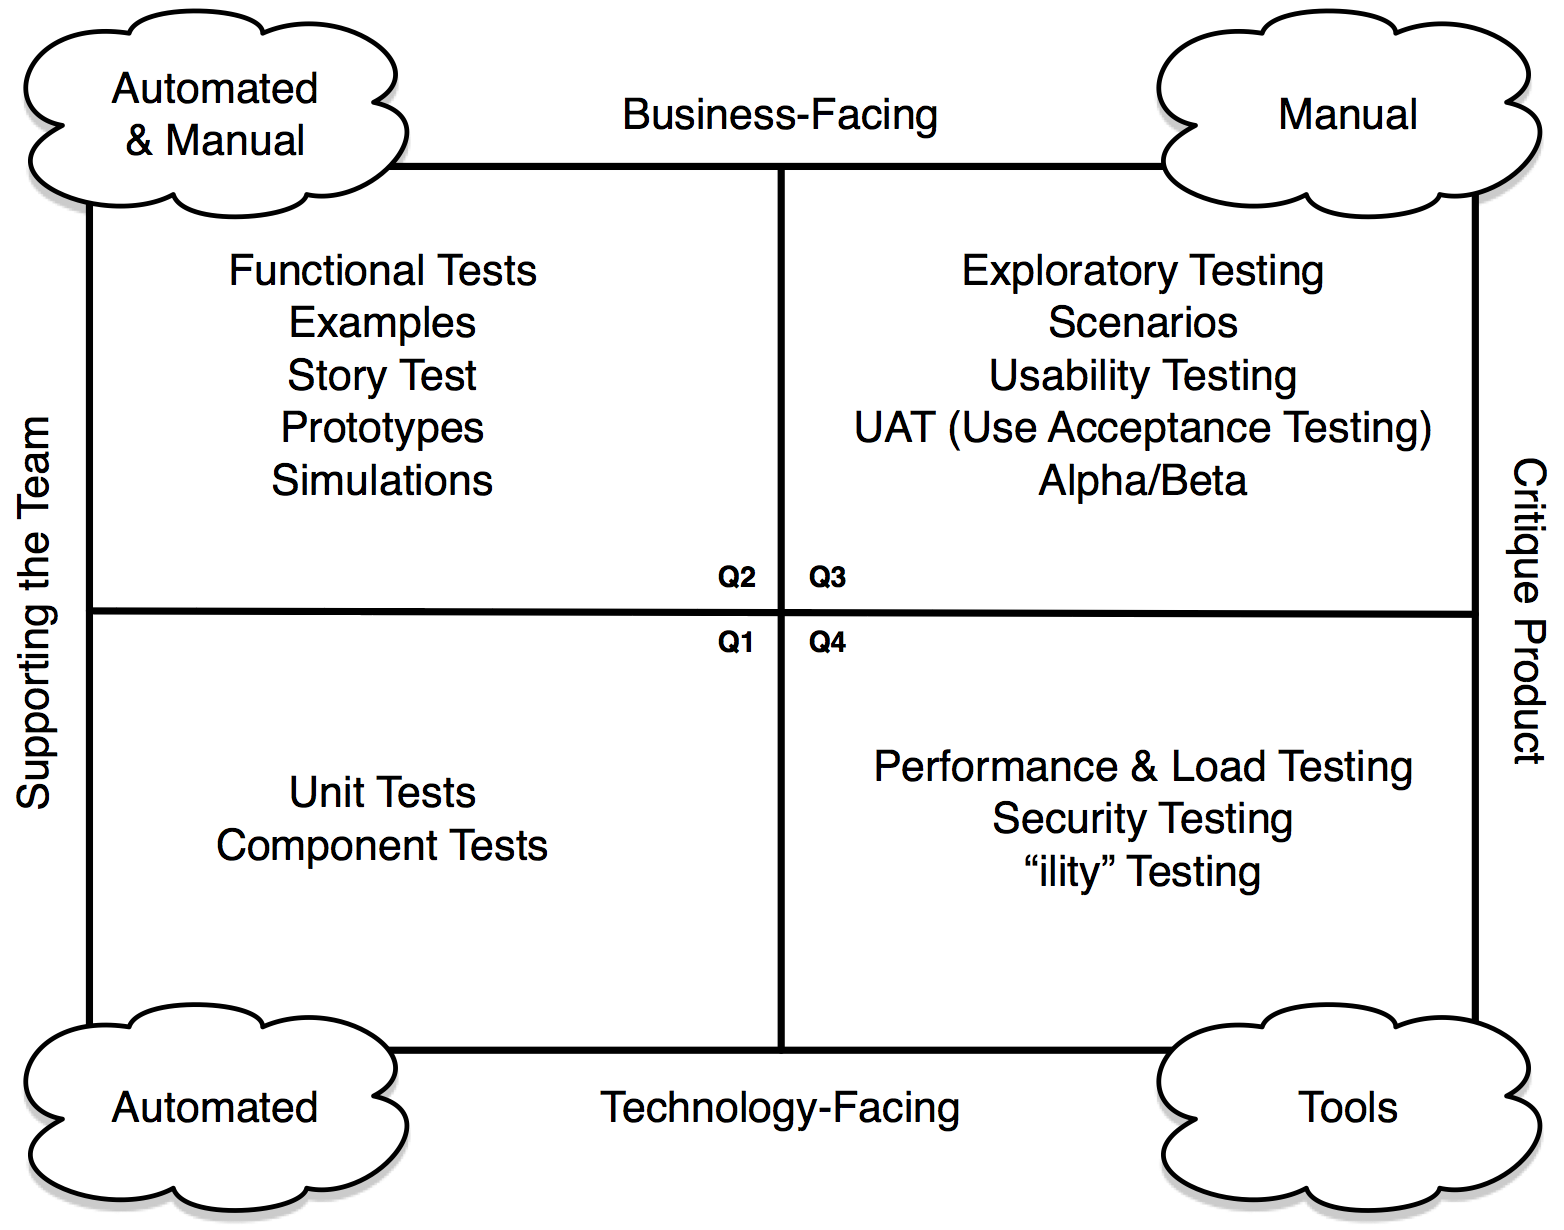 Automated
& Manual
Business-Facing
Manual
Functional Tests
Examples
Story Test
Prototypes
Simulations
Exploratory Testing
Scenarios
Usability Testing
UAT (Use Acceptance Testing)
Alpha/Beta
Supporting the Team
Critique Product
Q2
Q3
Q1
Q4
Unit Tests
Component Tests
Performance & Load Testing
Security Testing
“ility” Testing
Automated
Technology-Facing
Tools